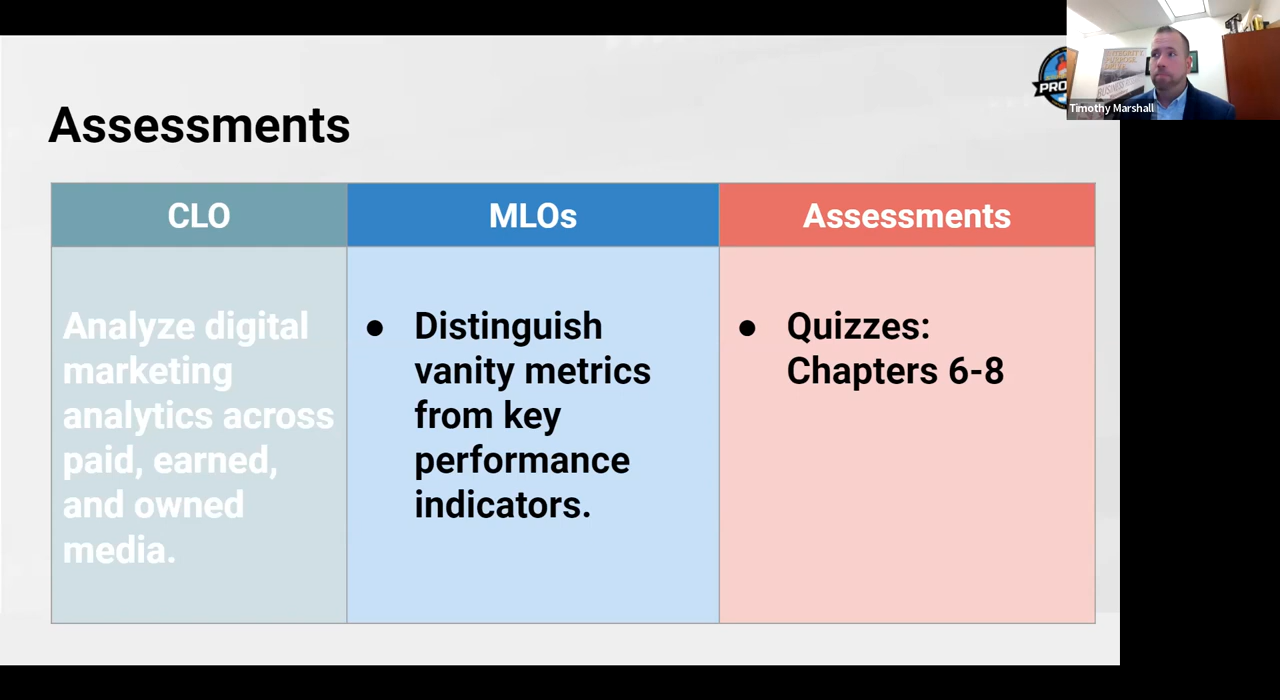 PRO
Timothy Marshall
Assessments
CLO
MLOs
Assessments
Analyze digital
marketing
analytics across
paid, earned,
and owned
media.
● Distinguish
vanity metrics
from key
performance
indicators.
● Quizzes:
Chapters 6-8